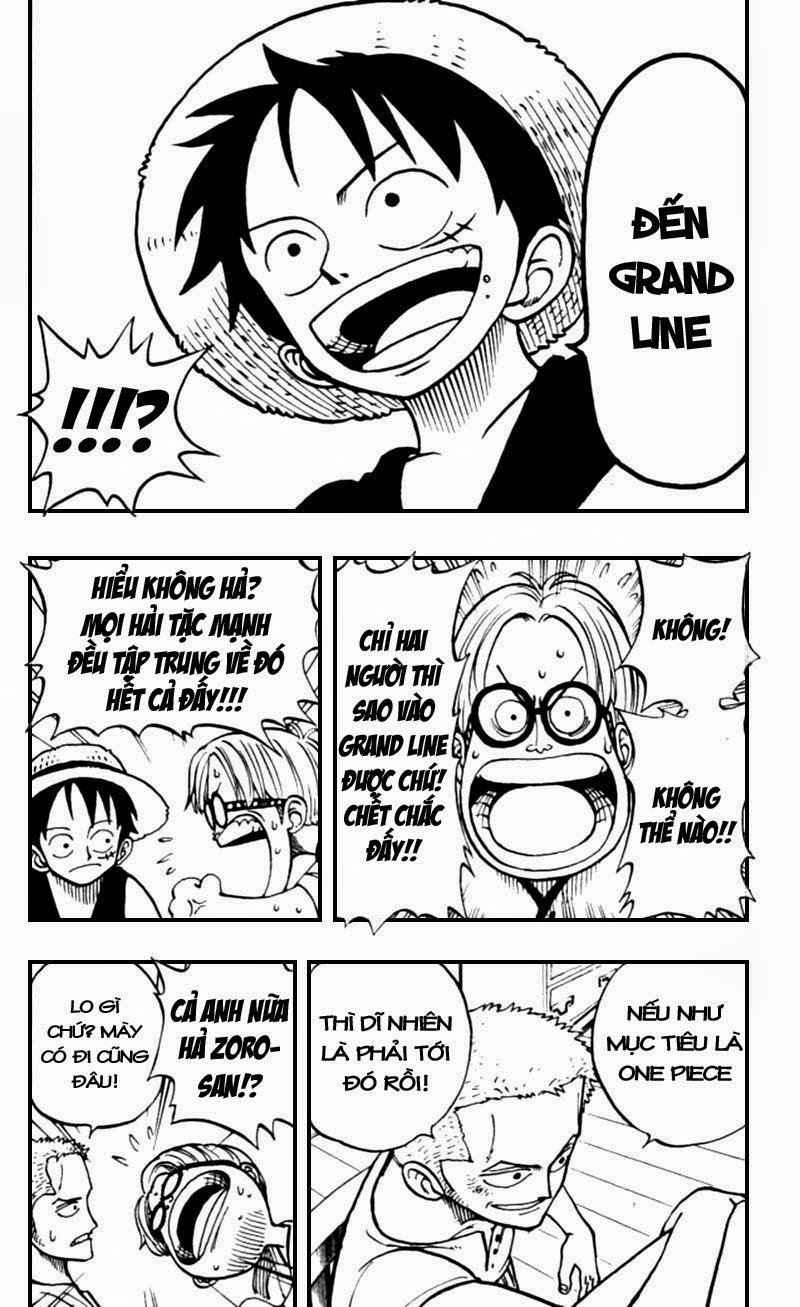 ĐẾN
GRAND
LINE
!!!?
KHÔNG!
KHÔNG
THỂ NÀO!!
CHỈ HAI
NGƯỜI THÌ
SAO VÀO
GRAND LINE
ĐƯỢC CHỨ!
CHẾT CHẮC
ĐẤY!!
HIỂU KHÔNG HẢ?
MỌI HẢI TẶC MẠNH
ĐỀU TẬP TRUNG VỀ ĐÓ
HẾT CẢ ĐẤY!!!
NẾU NHƯ
MỤC TIÊU LÀ
ONE PIECE
THÌ DĨ NHIÊN
LÀ PHẢI TỚI
ĐÓ RỒI!
CẢ ANH NỮA
HẢ ZORO-
SAN!?
LO GÌ
CHỨ? MÀY
CÓ ĐI CŨNG
ĐÂU!